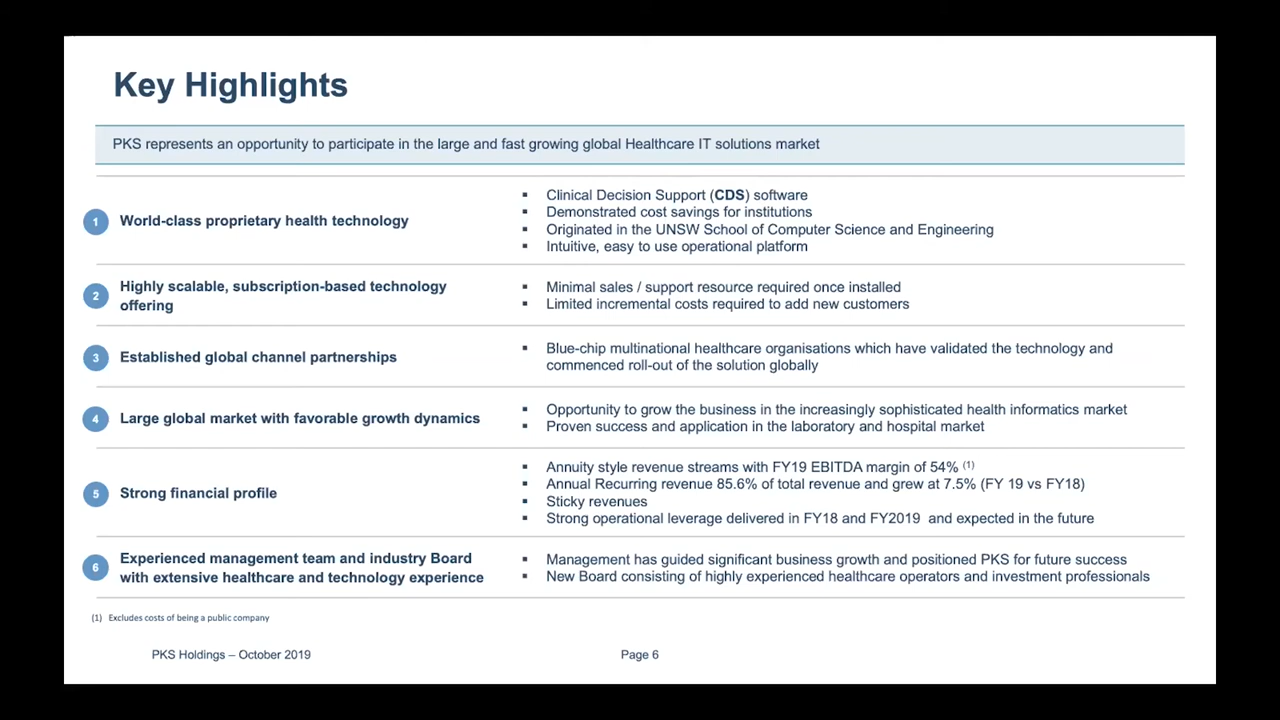 Key Highlights
PKS represents an opportunity to participate in the large and fast growing global Healthcare IT solutions market
1 World-class proprietary health technology
▪ Clinical Decision Support (CDS) software
▪ Demonstrated cost savings for institutions
▪ Originated in the UNSW School of Computer Science and Engineering
▪ Intuitive, easy to use operational platform
2 Highly scalable, subscription-based technology
offering
▪ Minimal sales / support resource required once installed
▪ Limited incremental costs required to add new customers
3 Established global channel partnerships
▪ Blue-chip multinational healthcare organisations which have validated the technology and
commenced roll-out of the solution globally
4 Large global market with favorable growth dynamics
▪ Opportunity to grow the business in the increasingly sophisticated health informatics market
▪ Proven success and application in the laboratory and hospital market
5 Strong financial profile
▪ Annuity style revenue streams with FY19 EBITDA margin of 54% (1)
▪ Annual Recurring revenue 85.6% of total revenue and grew at 7.5% (FY 19 vs FY18)
▪ Sticky revenues
▪ Strong operational leverage delivered in FY18 and FY2019 and expected in the future
6 Experienced management team and industry Board
with extensive healthcare and technology experience
▪ Management has guided significant business growth and positioned PKS for future success
▪ New Board consisting of highly experienced healthcare operators and investment professionals
(1) Excludes costs of being a public company
PKS Holdings – October 2019
Page 6